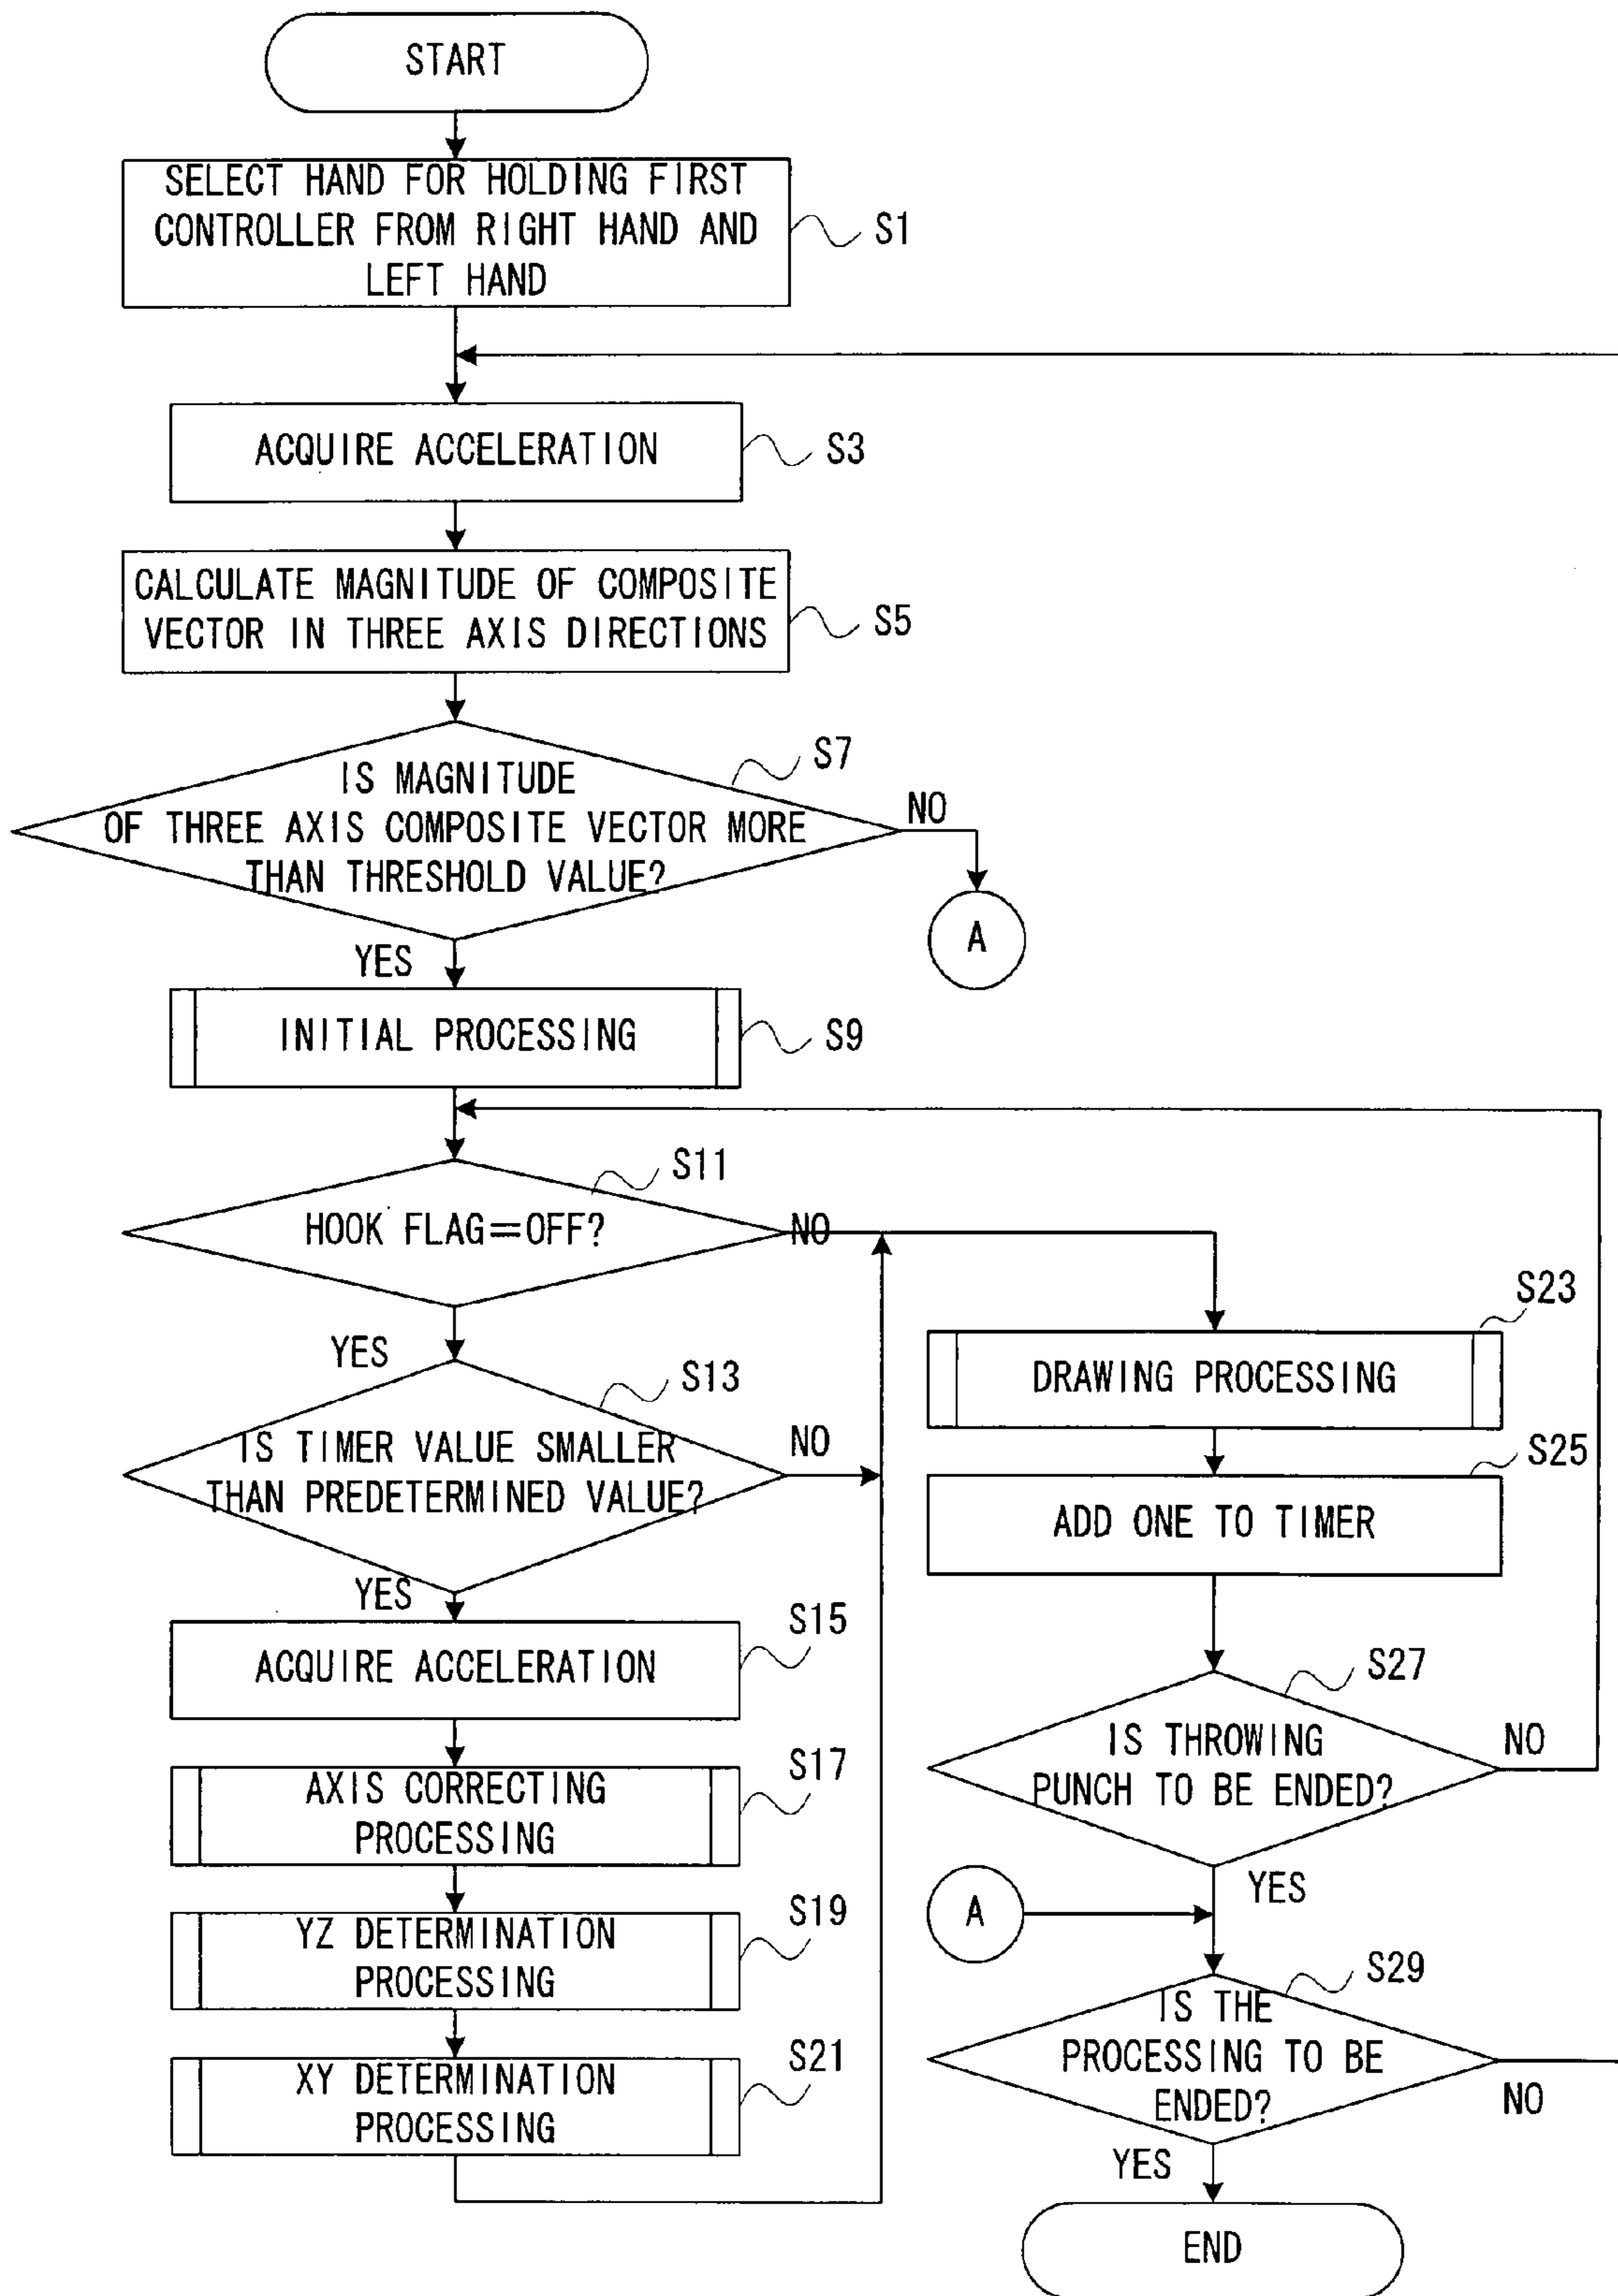 START
SELECT HAND FOR HOLDING FIRST
CONTROLLER FROM RIGHT HAND AND
LEFT HAND
S1
ACQUIRE ACCELERATION
S3
CALCULATE MAGNITUDE OF COMPOSITE
VECTOR IN THREE AXIS DIRECTIONS
S5
IS MAGNITUDE
OF THREE AXIS COMPOSITE VECTOR MORE
THAN THRESHOLD VALUE?
S7
NO
A
YES
INITIAL PROCESSING
S9
HOOK FLAG=OFF?
S11
NO
YES
IS TIMER VALUE SMALLER
THAN PREDETERMINED VALUE?
S13
NO
YES
ACQUIRE ACCELERATION
S15
AXIS CORRECTING
PROCESSING
S17
YZ DETERMINATION
PROCESSING
S19
XY DETERMINATION
PROCESSING
S21
DRAWING PROCESSING
S23
ADD ONE TO TIMER
S25
IS THROWING
PUNCH TO BE ENDED?
S27
NO
YES
A
IS THE
PROCESSING TO BE
ENDED?
S29
NO
YES
END